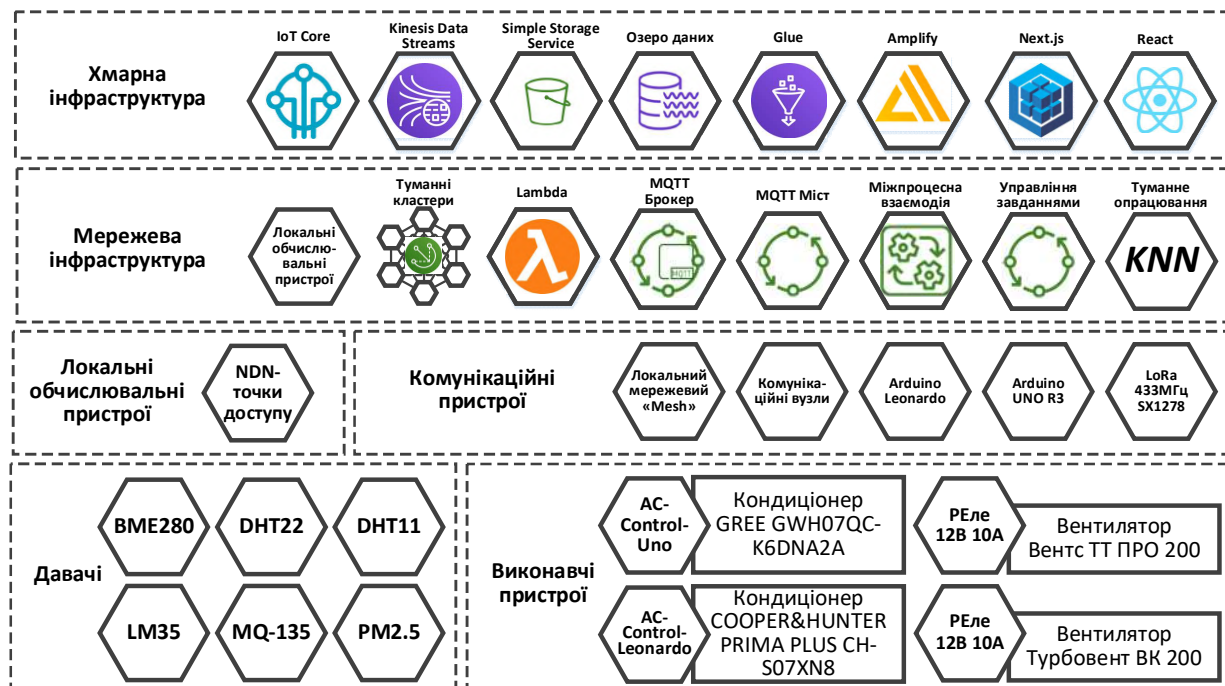 IoT Core
Kinesis Data
Streams
Simple Storage
Service
Озеро даних
Glue
Amplify
Next.js
React
Хмарна
інфраструктура
Мережева
інфраструктура
Локальні
обчислю-
вальні
пристрої
Туманні
кластери
Lambda
MQTT
Брокер
MQTT
MQTT Міст
Міжпроцесна
взаємодія
Управління
завданнями
Туманне
опрацювання
KNN
Локальні
обчислювальні
пристрої
NDN-
точки
доступу
Комунікаційні
пристрої
Локальний
мережевий
«Mesh»
Комуніка-
ційні вузли
Arduino
Leonardo
Arduino
UNO R3
LoRa
433МГц
SX1278
Давачі
BME280
DHT22
DHT11
LM35
MQ-135
PM2.5
Виконавчі
пристрої
AC-
Control-
Uno
Кондиціонер
GREE GWH07QC-
K6DNA2A
РЕле
12В 10А
Вентилятор
Вентс ТТ ПРО 200
AC-
Control-
Leonardo
Кондиціонер
COOPER&HUNTER
PRIMA PLUS CH-
S07XN8
РЕле
12В 10А
Вентилятор
Турбовент ВК 200